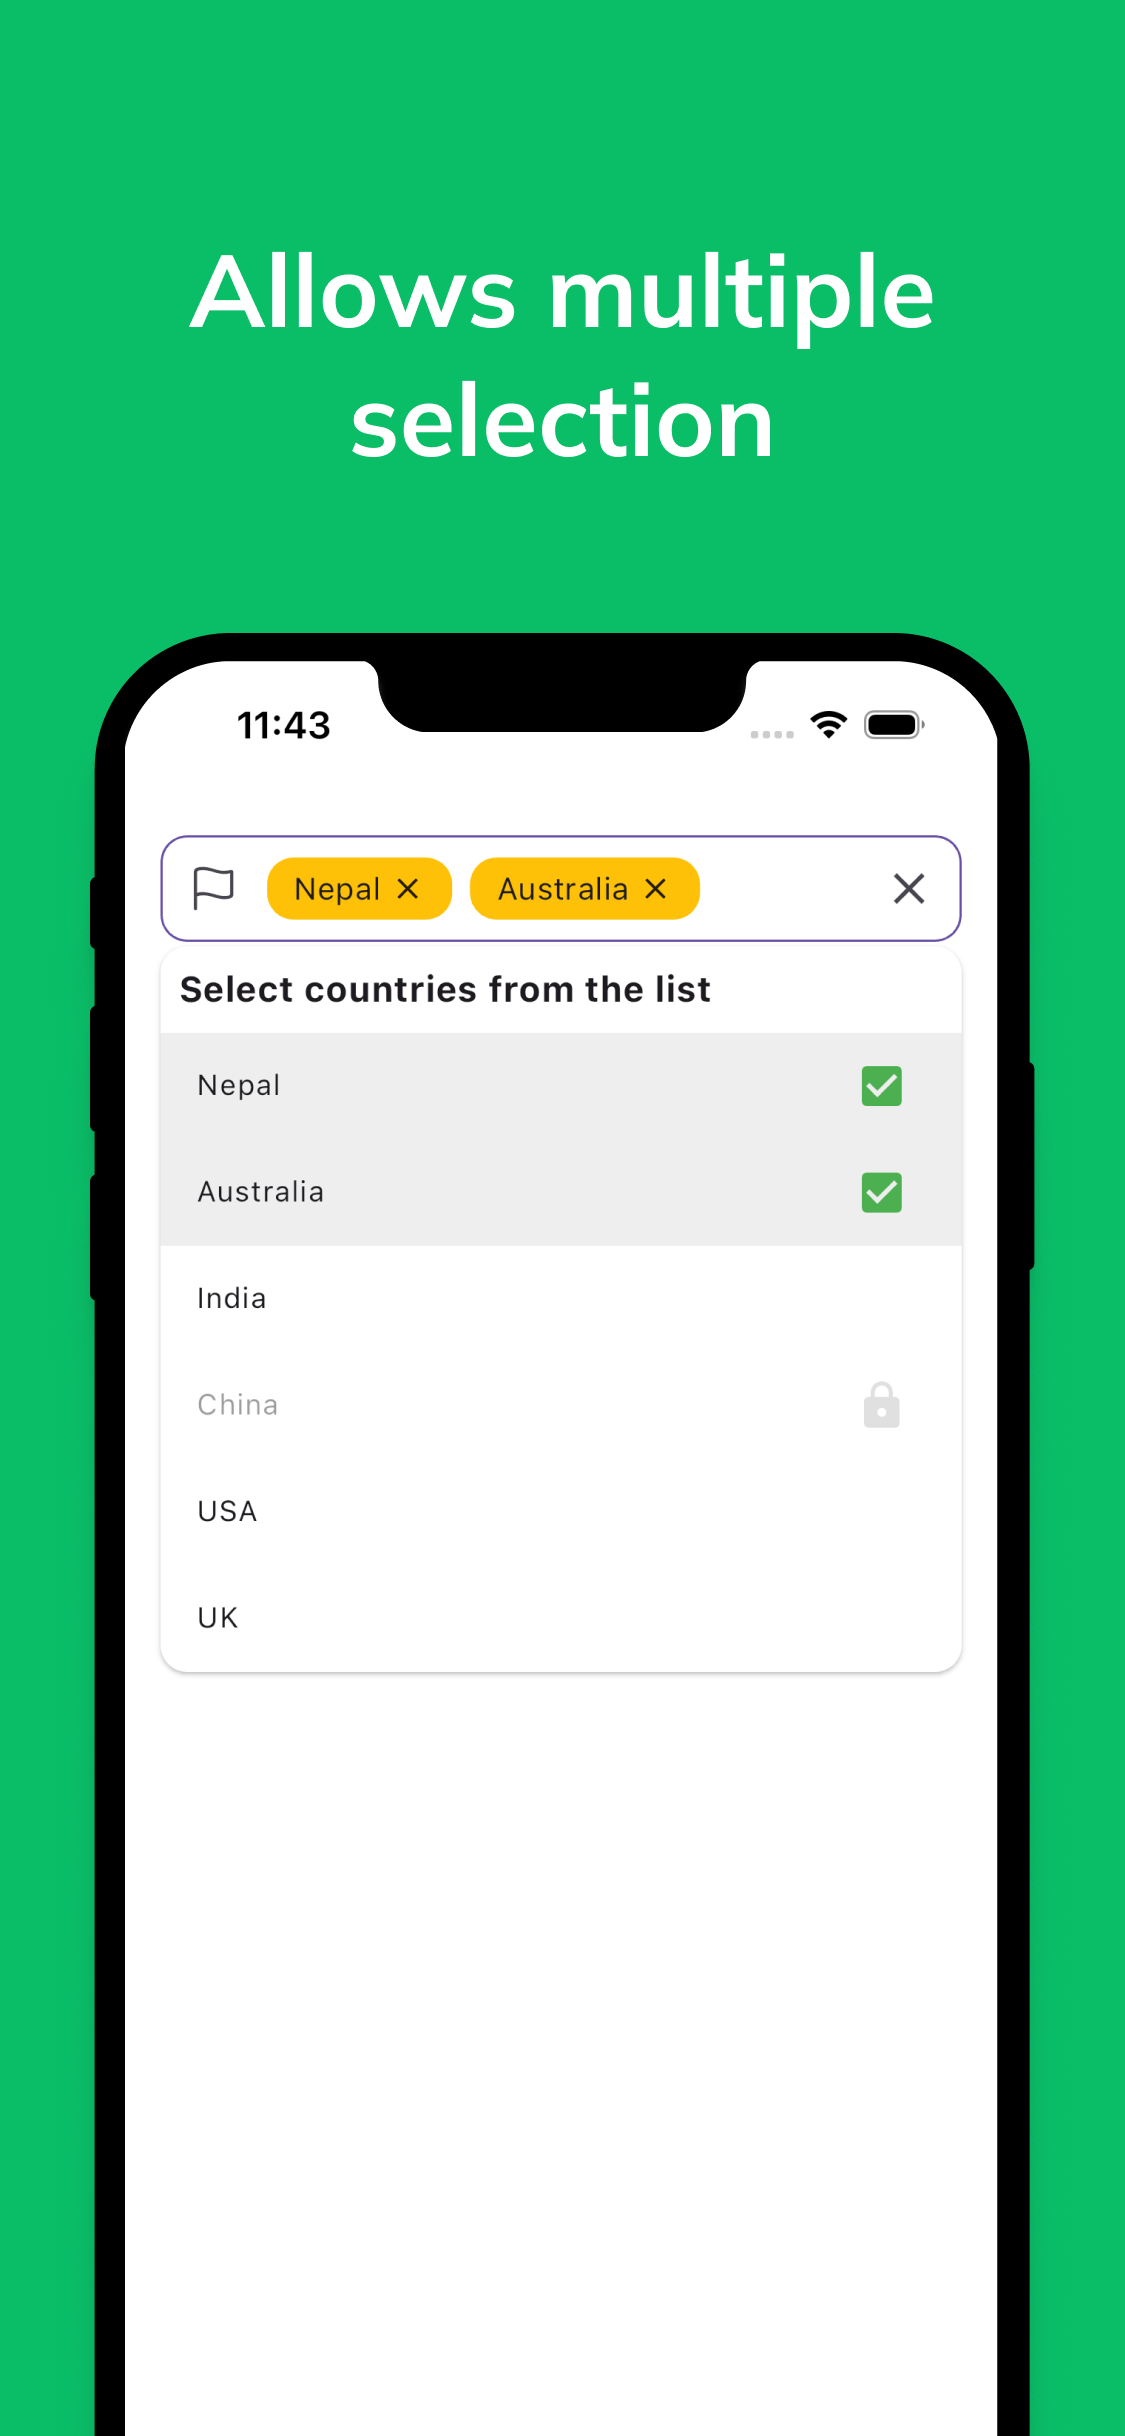 Allows multiple
selection
11:43
Nepal Australia
Select countries from the list
Nepal
Australia
India
China
USA
UK